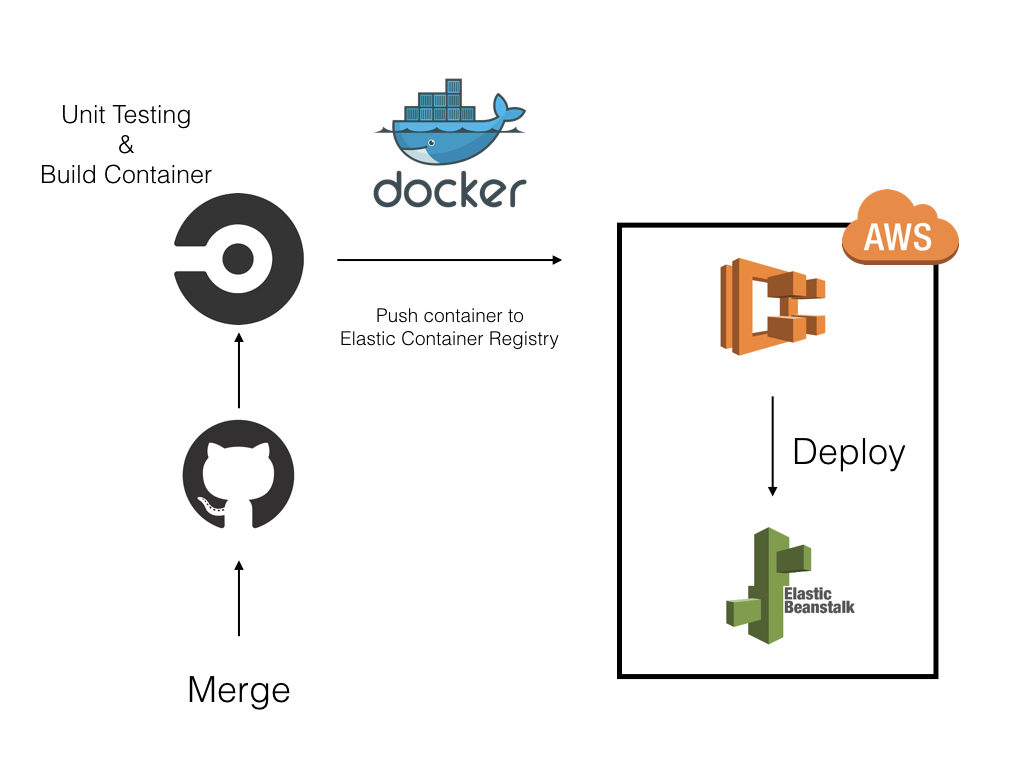 Unit Testing
&
Build Container
docker
AWS
Push container to
Elastic Container Registry
Deploy
Elastic
Beanstalk
Merge